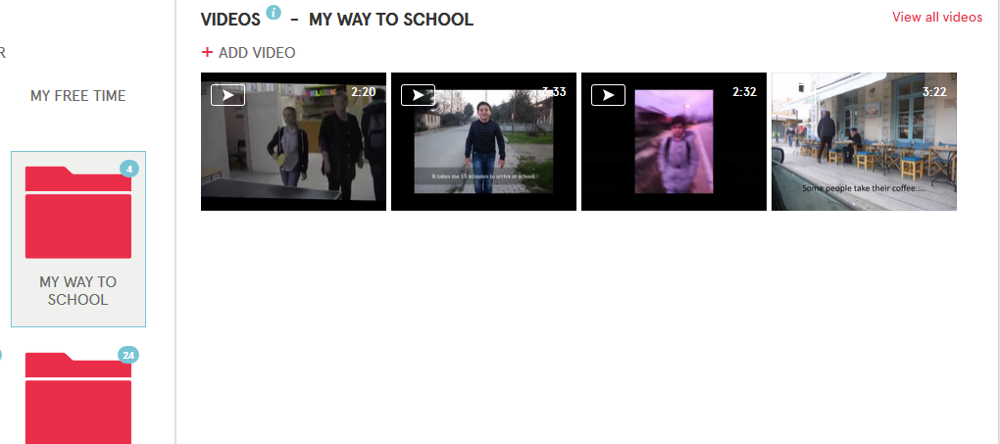 VIDEOS i - MY WAY TO SCHOOL
View all videos
+ ADD VIDEO
R
MY FREE TIME
4
MY WAY TO
SCHOOL
24
2:20
3:33
It takes me 15 minutes to arrive at school.
2:32
3:22
Some people take their coffee....